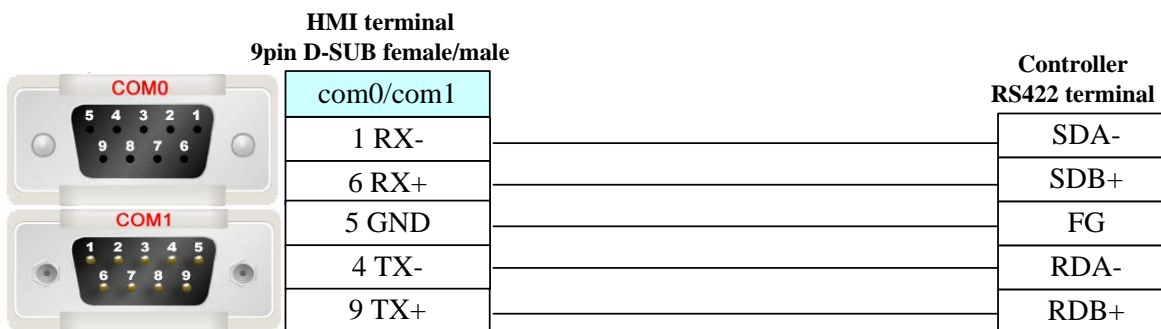 HMI terminal
9pin D-SUB female/male
Controller
RS422 terminal
COM0
5 4 3 2 1
9 8 7 6
COM1
1 2 3 4 5
6 7 8 9
com0/com1
1 RX-
SDA-
6 RX+
SDB+
5 GND
FG
4 TX-
RDA-
9 TX+
RDB+